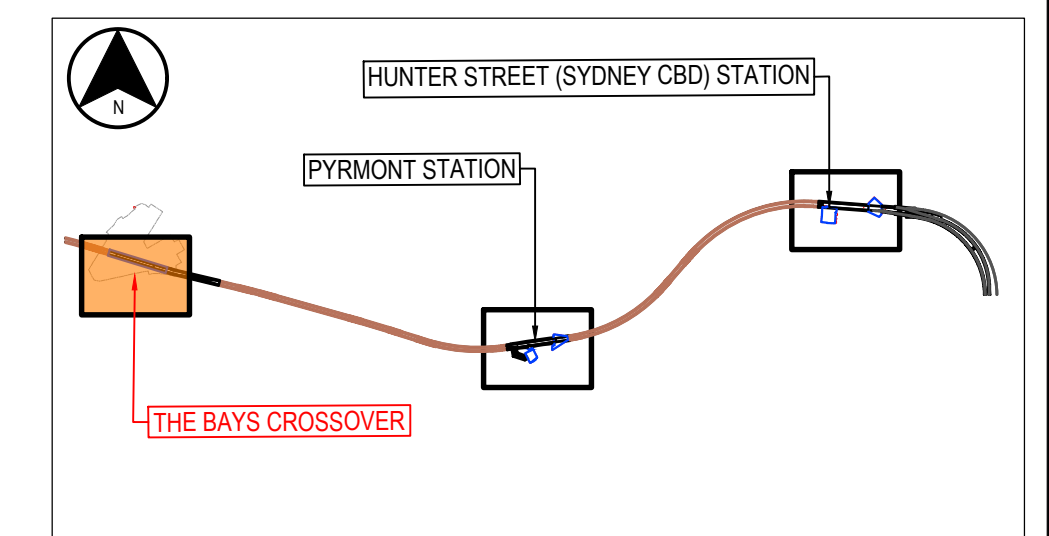 N
HUNTER STREET (SYDNEY CBD) STATION
PYRMONT STATION
THE BAYS CROSSOVER